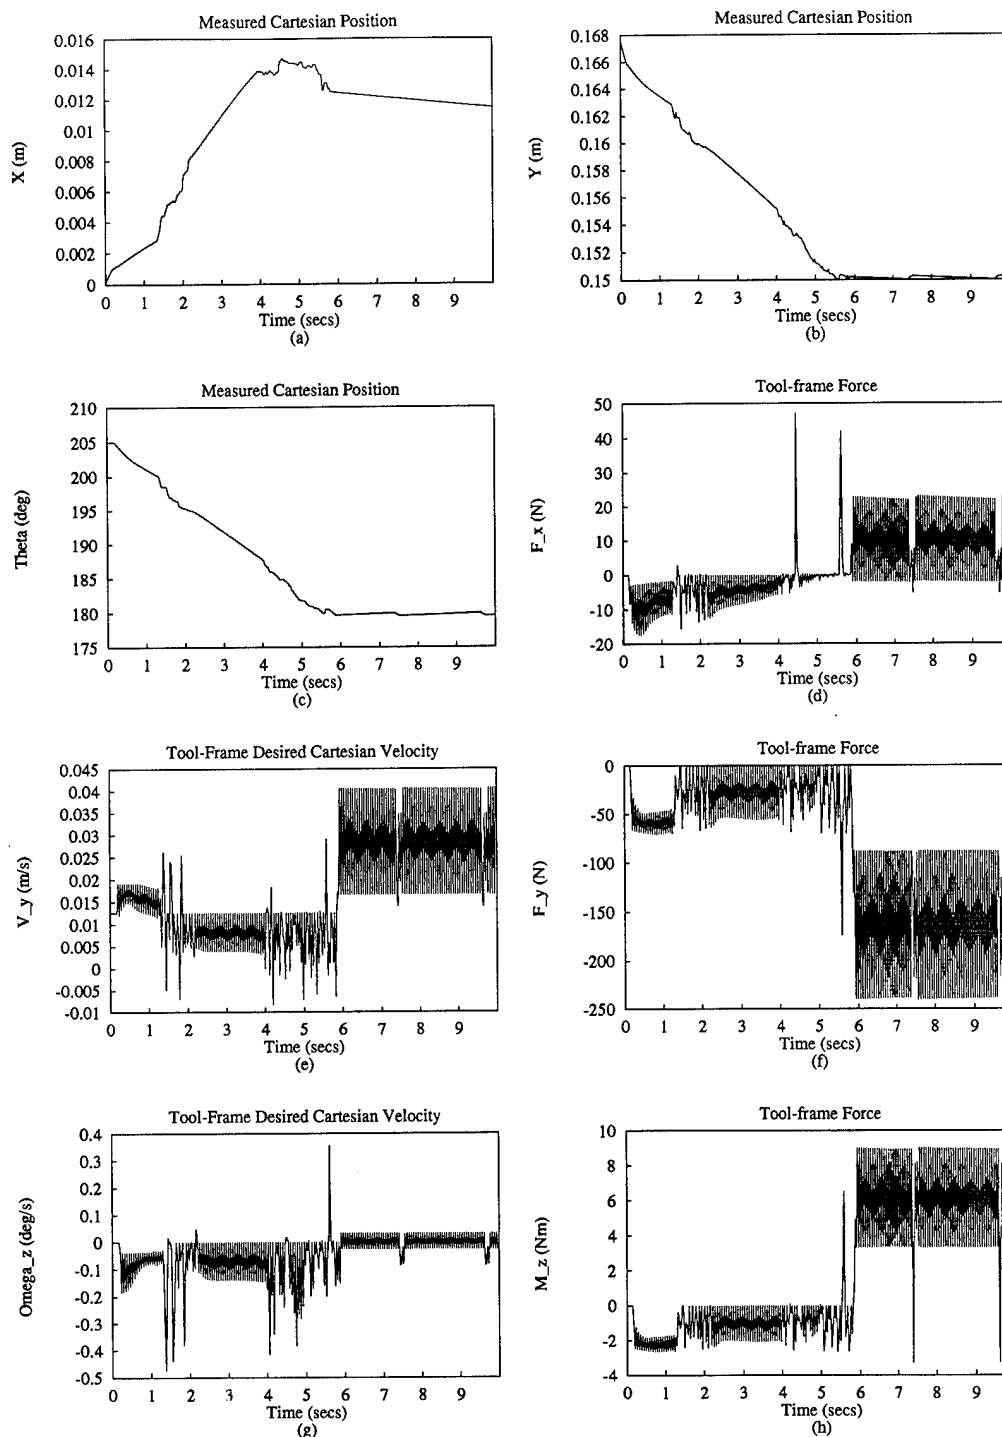 Measured Cartesian Position
0.016
0.014
0.012
0.01
0.008
0.006
0.004
0.002
0
X (m)
0 1 2 3 4 5 6 7 8 9
Time (secs)
(a)
Measured Cartesian Position
0.168
0.166
0.164
0.162
0.16
0.158
0.156
0.154
0.152
0.15
Y (m)
0 1 2 3 4 5 6 7 8 9
Time (secs)
(b)
Measured Cartesian Position
210
205
200
195
190
185
180
175
Theta (deg)
0 1 2 3 4 5 6 7 8 9
Time (secs)
(c)
Tool-frame Force
50
40
30
20
10
0
-10
-20
F_x (N)
0 1 2 3 4 5 6 7 8 9
Time (secs)
(d)
Tool-Frame Desired Cartesian Velocity
0.045
0.04
0.035
0.03
0.025
0.02
0.015
0.01
0.005
0
-0.005
-0.01
V_y (m/s)
0 1 2 3 4 5 6 7 8 9
Time (secs)
(e)
Tool-frame Force
0
-50
-100
-150
-200
-250
F_y (N)
0 1 2 3 4 5 6 7 8 9
Time (secs)
(f)
Tool-Frame Desired Cartesian Velocity
0.4
0.3
0.2
0.1
0
-0.1
-0.2
-0.3
-0.4
-0.5
Omega_z (deg/s)
0 1 2 3 4 5 6 7 8 9
Time (secs)
(g)
Tool-frame Force
10
8
6
4
2
0
-2
-4
M_z (Nm)
0 1 2 3 4 5 6 7 8 9
Time (secs)
(h)